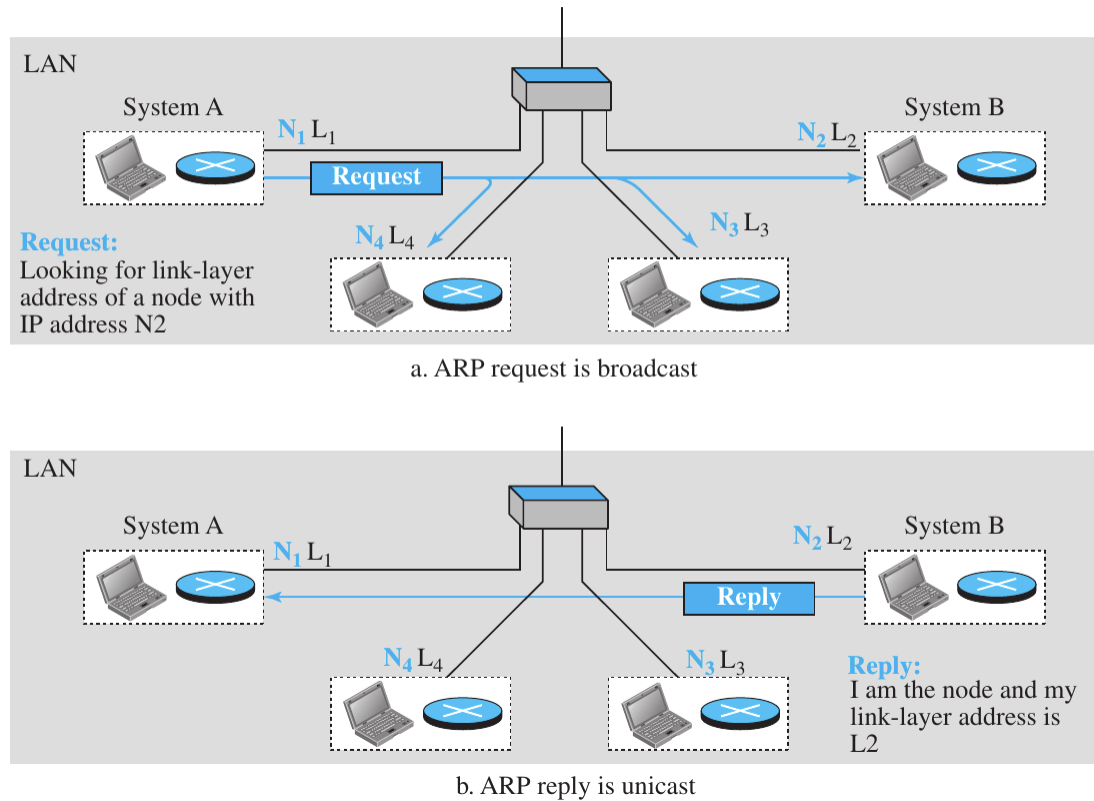 LAN
System A
System B
N1 L1
N2 L2
Request
N4 L4
N3 L3
Request:
Looking for link-layer
address of a node with
IP address N2
a. ARP request is broadcast
LAN
System A
System B
N1 L1
N2 L2
Reply
N4 L4
N3 L3
Reply:
I am the node and my
link-layer address is
L2
b. ARP reply is unicast